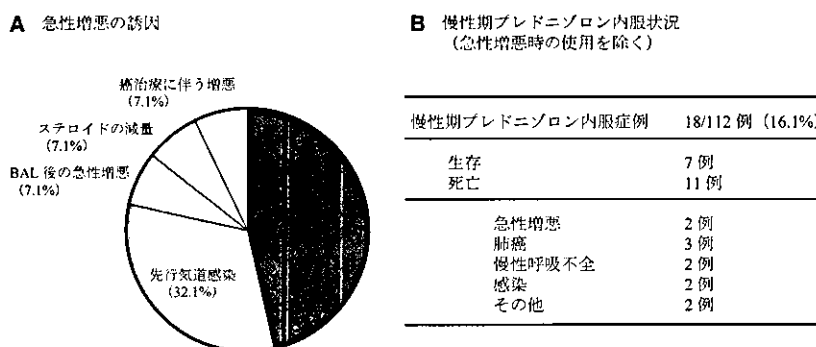 A 急性増悪の誘因
癌治療に伴う増悪
(7.1%)
ステロイドの減量
(7.1%)
BAL 後の急性増悪
(7.1%)
先行気道感染
(32.1%)
B 慢性期プレドニゾロン内服状況
(急性増悪時の使用を除く)
慢性期プレドニゾロン内服症例 18/112 例 (16.1%)
生存 7 例
死亡 11 例
急性増悪 2 例
肺癌 3 例
慢性呼吸不全 2 例
感染 2 例
その他 2 例